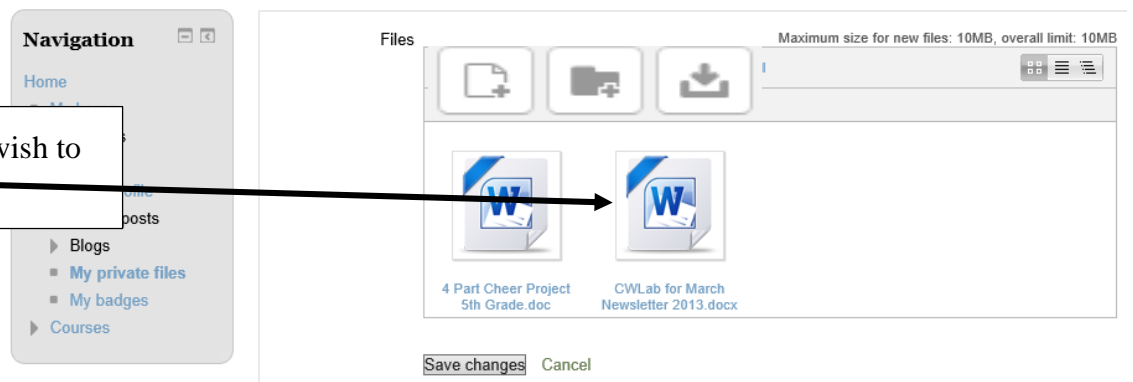 Navigation
Home
wish to
posts
Blogs
My private files
My badges
Courses
Files
Maximum size for new files: 10MB, overall limit: 10MB
W
W
4 Part Cheer Project
5th Grade.doc
CWLab for March
Newsletter 2013.docx
Save changes Cancel